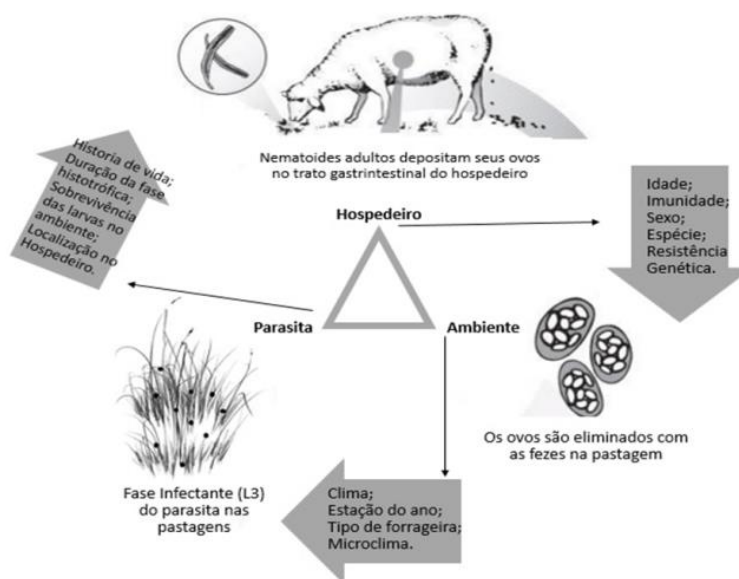 Nematoides adultos depositam seus ovos
no trato gastrintestinal do hospedeiro
Historia de vida;
Duração da fase
histotrófica;
Sobrevivência
das larvas no
ambiente;
Localização no
Hospedeiro.
Hospedeiro
Idade;
Imunidade;
Sexo;
Espécie;
Resistência
Genética.
Parasita
Ambiente
Os ovos são eliminados com
as fezes na pastagem
Fase Infectante (L3)
do parasita nas
pastagens
Clima;
Estação do ano;
Tipo de forrageira;
Microclima.